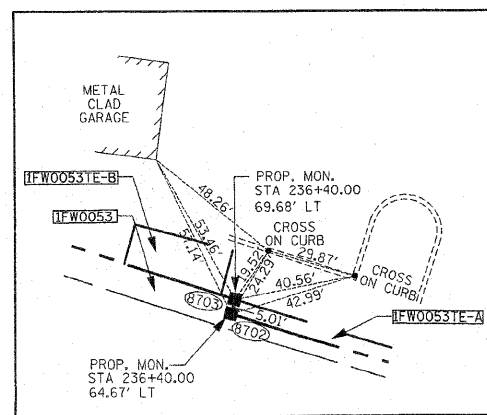 METAL
CLAD
GARAGE
1FW0053TE-B
1FW0053
48.26'
53.46'
57.14'
PROP. MON.
STA 236+40.00
69.68' LT
CROSS
ON CURB
29.87'
19.52'
24.29'
40.56'
42.99'
CROSS
ON CURB
8703
5.01'
8702
1FW0053TE-A
PROP. MON.
STA 236+40.00
64.67' LT